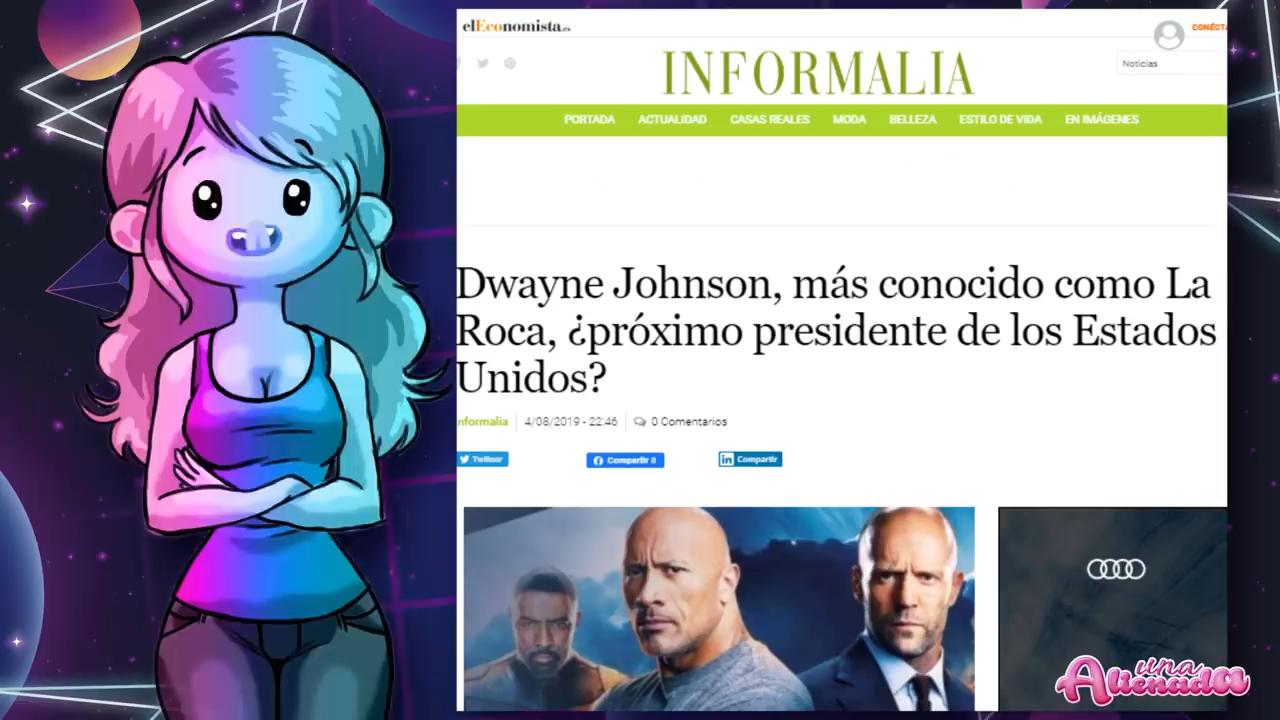 elEconomista.es
CONÉCTA
INFORMALIA
Noticias
PORTADA ACTUALIDAD CASAS REALES MODA BELLEZA ESTILO DE VIDA EN IMÁGENES
Dwayne Johnson, más conocido como La
Roca, ¿próximo presidente de los Estados
Unidos?
nformalia 4/08/2019 - 22:46 0 Comentarios
Twittear Compartir 8 Compartir
una
Alienada